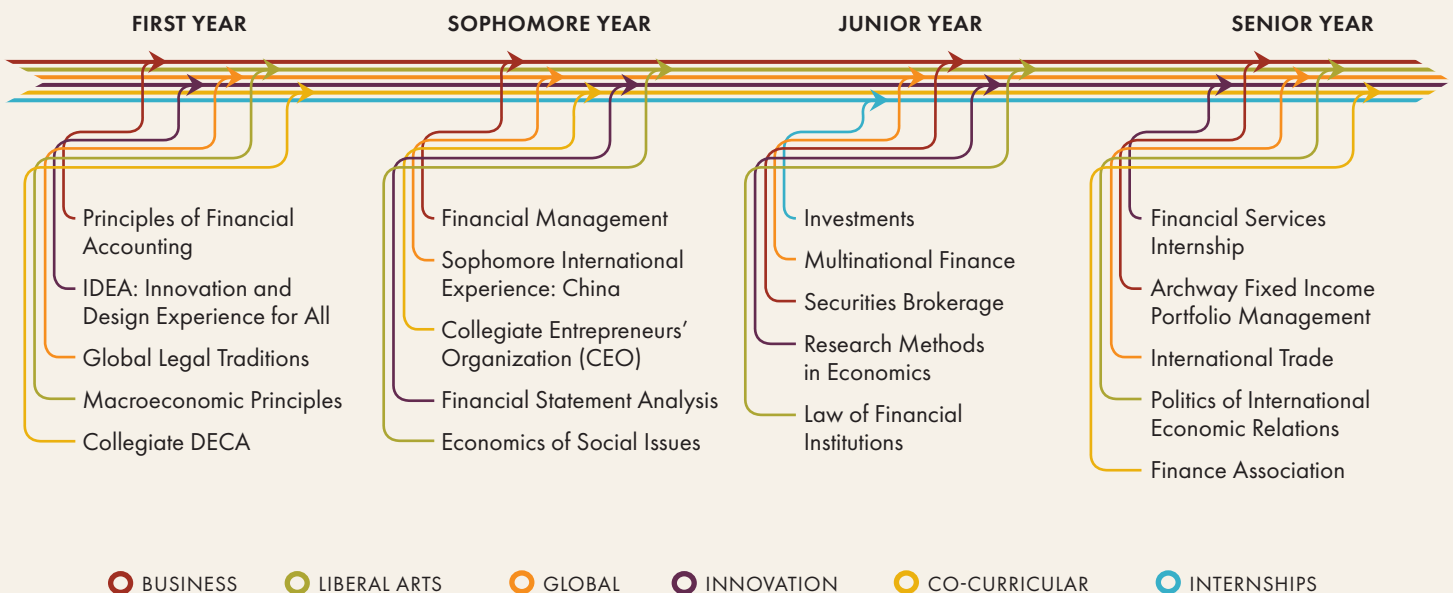 FIRST YEAR
SOPHOMORE YEAR
JUNIOR YEAR
SENIOR YEAR
Principles of Financial
Accounting
IDEA: Innovation and
Design Experience for All
Global Legal Traditions
Macroeconomic Principles
Collegiate DECA
Financial Management
Sophomore International
Experience: China
Collegiate Entrepreneurs’
Organization (CEO)
Financial Statement Analysis
Economics of Social Issues
Investments
Multinational Finance
Securities Brokerage
Research Methods
in Economics
Law of Financial
Institutions
Financial Services
Internship
Archway Fixed Income
Portfolio Management
International Trade
Politics of International
Economic Relations
Finance Association
BUSINESS
LIBERAL ARTS
GLOBAL
INNOVATION
CO-CURRICULAR
INTERNSHIPS